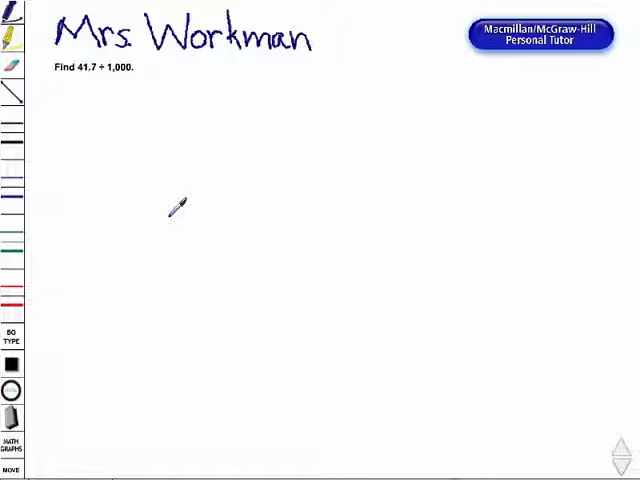 Mrs. Workman
Macmillan/McGraw-Hill
Personal Tutor
Find 41.7 ÷ 1,000.
BG
TYPE
MATH
GRAPHS
MOVE